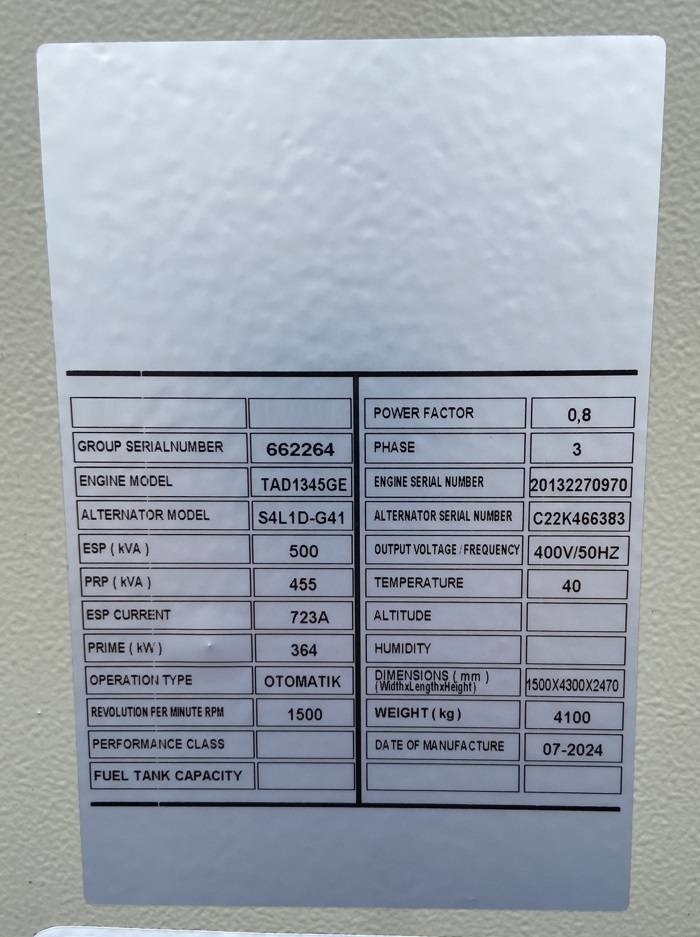 POWER FACTOR 0,8
GROUP SERIALNUMBER 662264 PHASE 3
ENGINE MODEL TAD1345GE ENGINE SERIAL NUMBER 20132270970
ALTERNATOR MODEL S4L1D-G41 ALTERNATOR SERIAL NUMBER C22K466383
ESP ( kVA ) 500 OUTPUT VOLTAGE / FREQUENCY 400V/50HZ
PRP ( kVA ) 455 TEMPERATURE 40
ESP CURRENT 723A ALTITUDE
PRIME ( kW ) 364 HUMIDITY
OPERATION TYPE OTOMATIK DIMENSIONS ( mm ) 1500X4300X2470
(WidthxLengthxHeight)
REVOLUTION PER MINUTE RPM 1500 WEIGHT ( kg ) 4100
PERFORMANCE CLASS DATE OF MANUFACTURE 07-2024
FUEL TANK CAPACITY